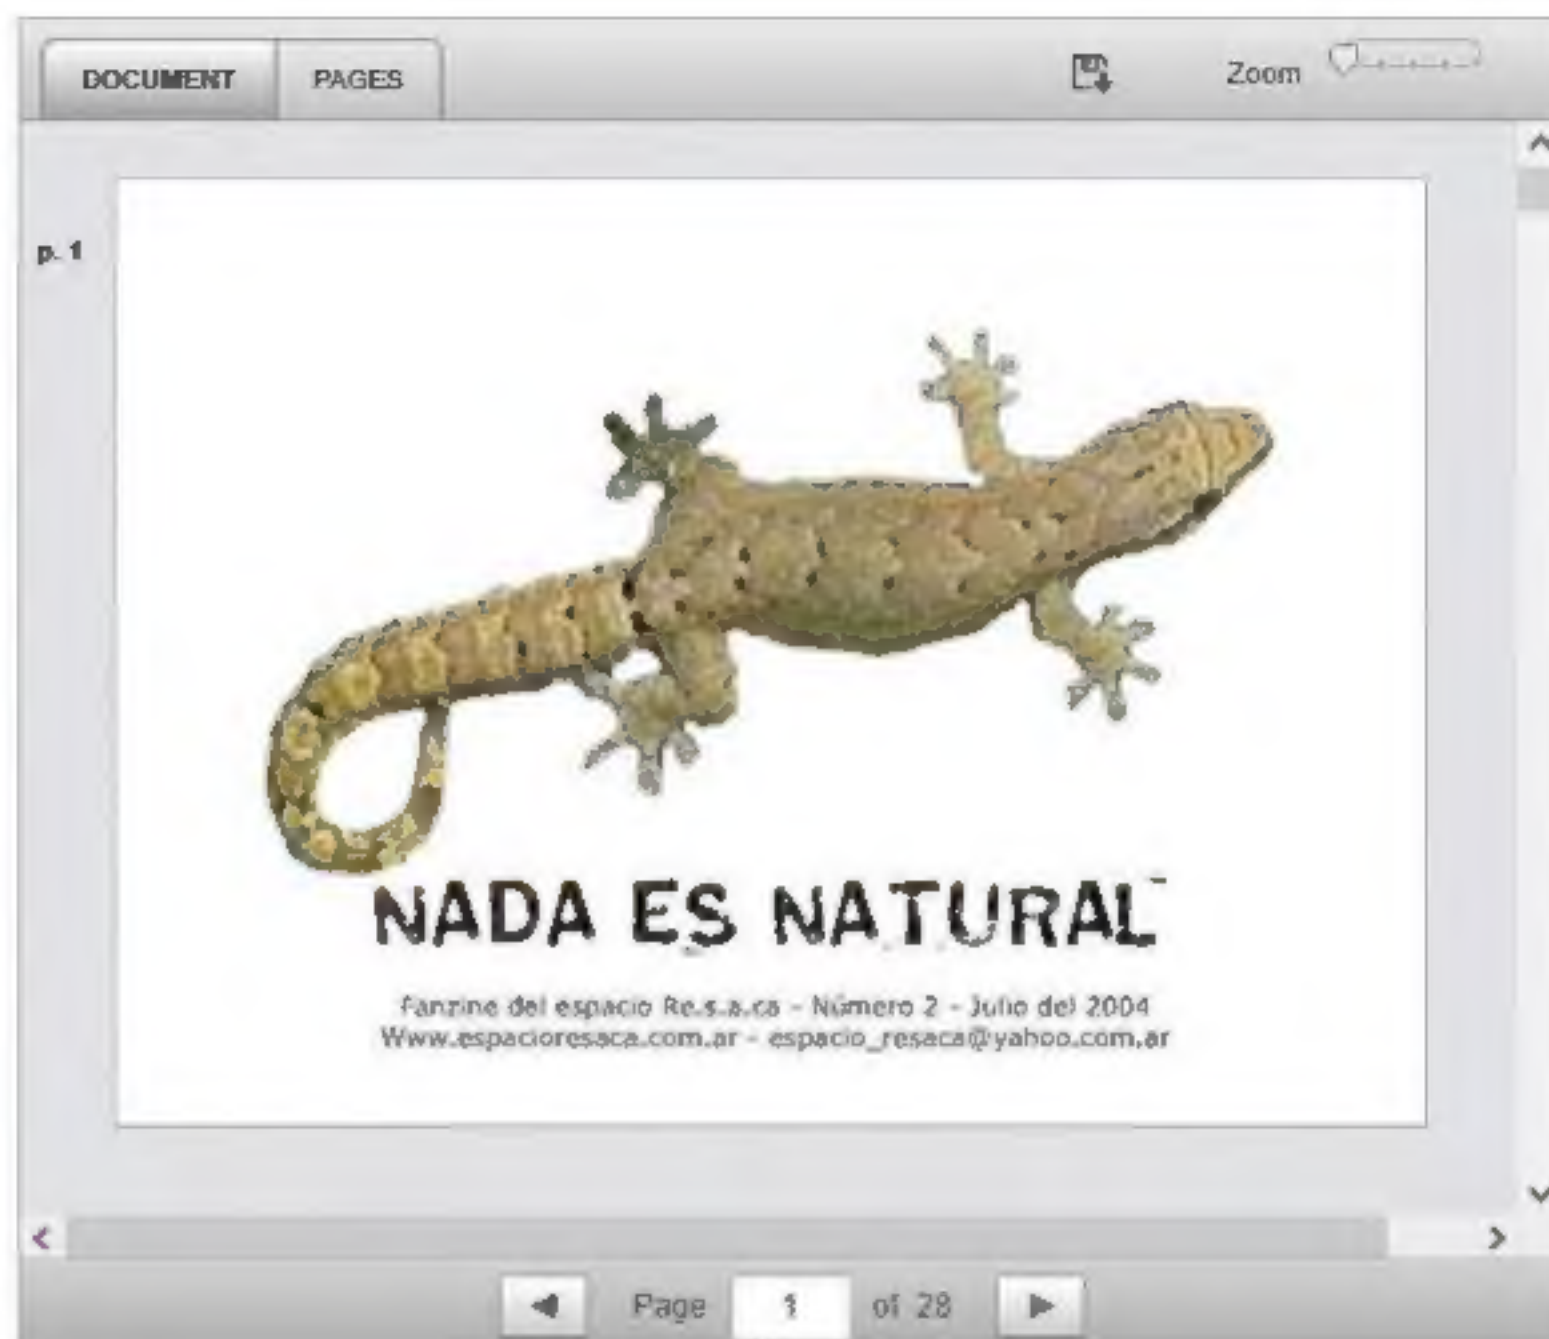 DOCUMENT PAGES Zoom
p. 1
NADA ES NATURAL
Fanzine del espacio Re.s.a.ca - Número 2 - Julio del 2004
Www.espacioresaca.com.ar - espacio_resaca@yahoo.com.ar
Page 1 of 28